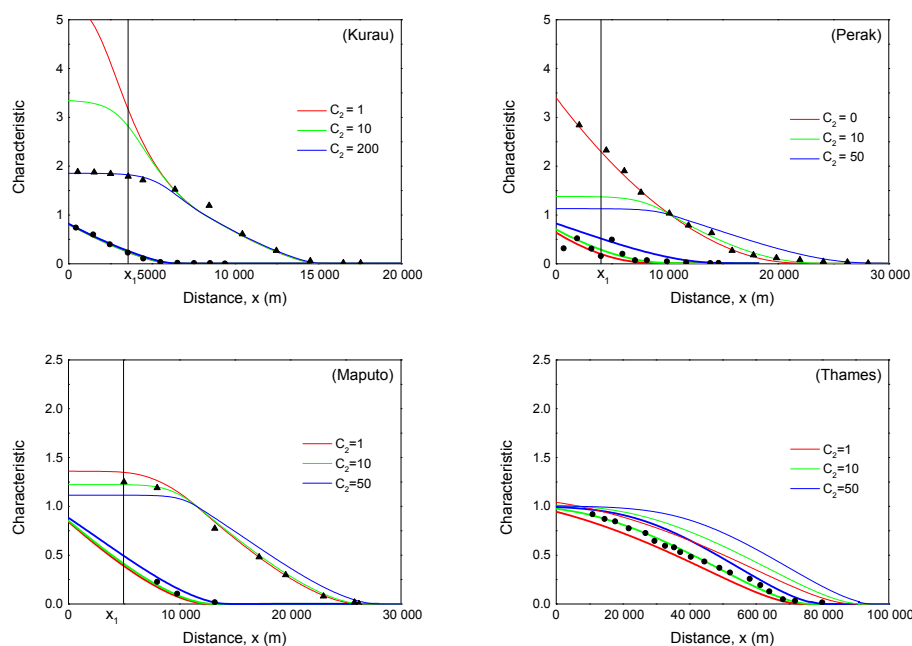 (Kurau)
Characteristic
5
4
3
2
1
0
C2 = 1
C2 = 10
C2 = 200
0 x1 5000 10 000 15 000 20 000
Distance, x (m)
(Perak)
Characteristic
5
4
3
2
1
0
C2 = 0
C2 = 10
C2 = 50
0 x1 10 000 20 000 30 000
Distance, x (m)
(Maputo)
Characteristic
2.5
2.0
1.5
1.0
0.5
0.0
C2=1
C2=10
C2=50
0 x1 10 000 20 000 30 000
Distance, x (m)
(Thames)
Characteristic
2.5
2.0
1.5
1.0
0.5
0.0
C2=1
C2=10
C2=50
0 20 000 40 000 60 000 80 000 100 000
Distance, x (m)